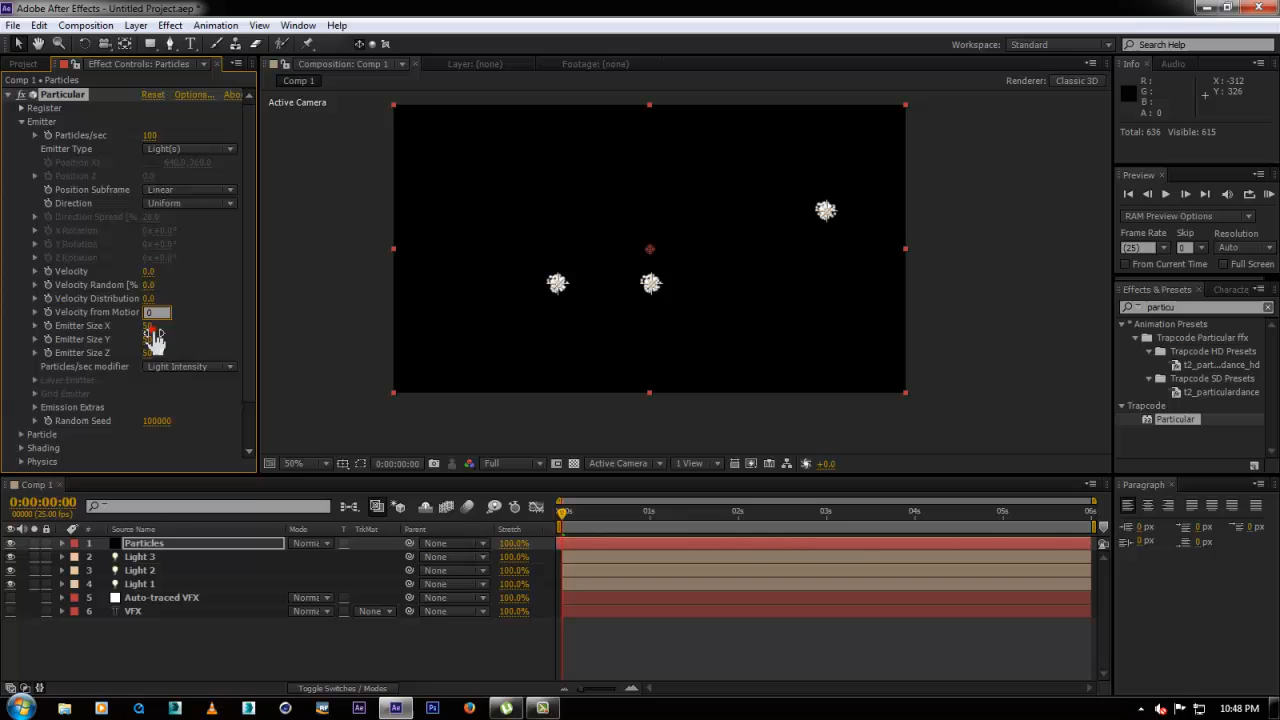 Adobe After Effects - Untitled Project.aep *
File Edit Composition Layer Effect Animation View Window Help
Workspace: Standard Search Help
Project Effect Controls: Particles Composition: Comp 1 Layer: (none) Footage: (none) Info Audio
Comp 1 • Particles Comp 1 Renderer: Classic 3D
fx Particular Reset Options... Abo
Active Camera
R: X: -312
G: Y: 326
B:
A: 0
Total: 636 Visible: 615
Register
Emitter
Particles/sec 100
Emitter Type Light(s)
Position XY 640.0,360.0
Position Z 0.0
Position Subframe Linear
Direction Uniform
Direction Spread [% 20.0
X Rotation 0x+0.0°
Y Rotation 0x+0.0°
Z Rotation 0x+0.0°
Velocity 0.0
Velocity Random [% 0.0
Velocity Distribution 0.0
Velocity from Motion 0
Emitter Size X 50
Emitter Size Y
Emitter Size Z 50
Particles/sec modifier Light Intensity
Layer Emitter
Grid Emitter
Emission Extras
Random Seed 100000
Particle
Shading
Physics
Preview
RAM Preview Options
Frame Rate Skip Resolution
(25) 0 Auto
From Current Time Full Screen
Effects & Presets Characte
particu
* Animation Presets
Trapcode Particular ffx
Trapcode HD Presets
t2_part...dance_hd
Trapcode SD Presets
t2_particulardance
Trapcode
Particular
50% 0:00:00:00 Full Active Camera 1 View +0.0
Comp 1
0:00:00:00
00000 (25.00 fps)
# Source Name Mode T TrkMat Parent Stretch
1 Particles Norma None 100.0%
2 Light 3 None 100.0%
3 Light 2 None 100.0%
4 Light 1 None 100.0%
5 Auto-traced VFX Norma None 100.0%
6 T VFX Norma None None 100.0%
00s 01s 02s 03s 04s 05s 06s
Toggle Switches / Modes
Paragraph
0 px 0 px 0 px
0 px 0 px
10:48 PM